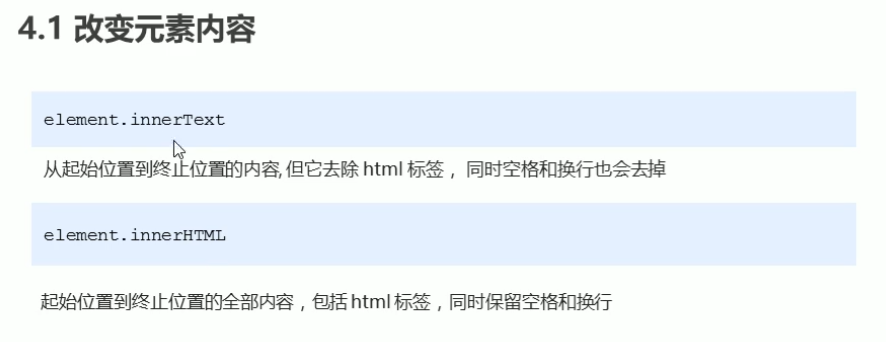 4.1 改变元素内容
element.innerText
从起始位置到终止位置的内容, 但它去除 html 标签， 同时空格和换行也会去掉
element.innerHTML
起始位置到终止位置的全部内容，包括 html 标签，同时保留空格和换行